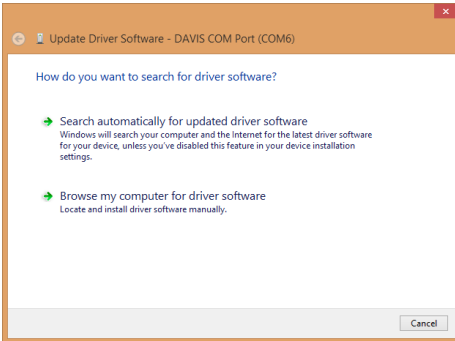 Update Driver Software - DAVIS COM Port (COM6)
How do you want to search for driver software?
Search automatically for updated driver software
Windows will search your computer and the Internet for the latest driver software
for your device, unless you've disabled this feature in your device installation
settings.
Browse my computer for driver software
Locate and install driver software manually.
Cancel